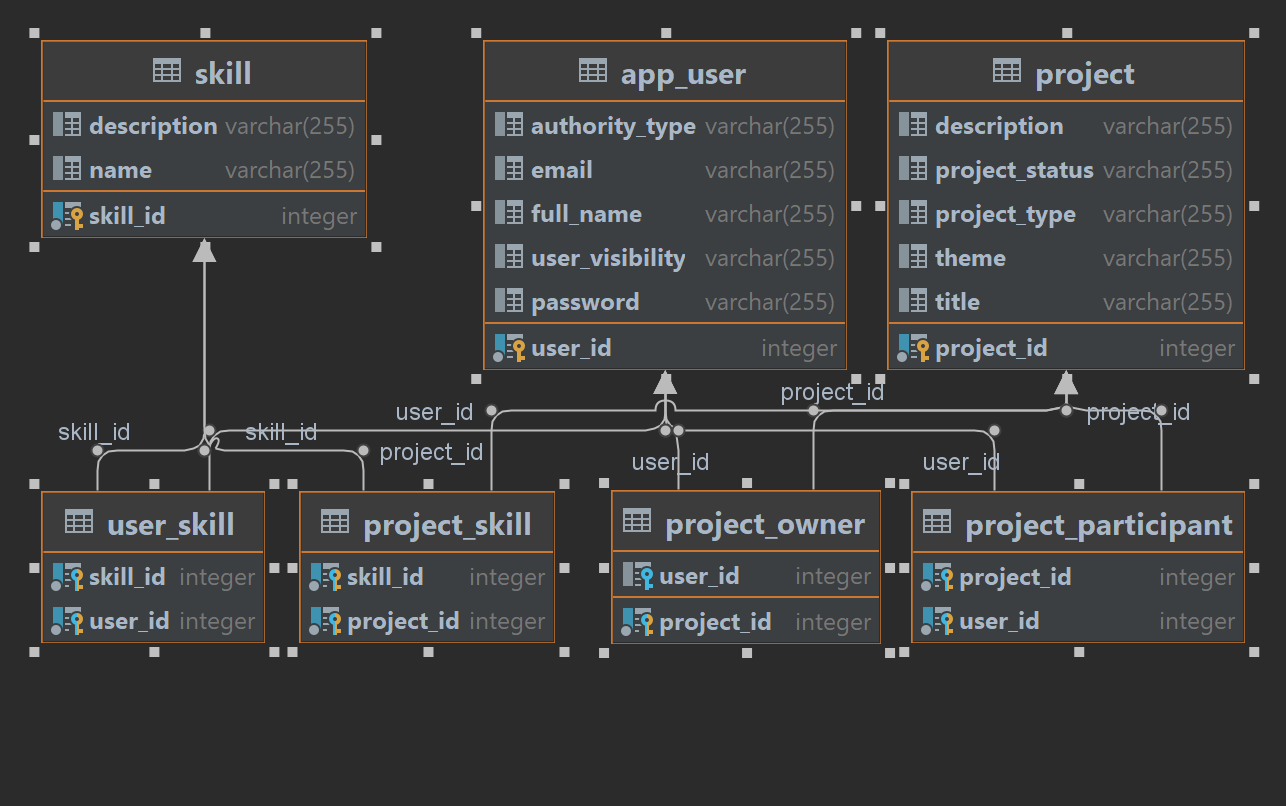 skill
description varchar(255)
name varchar(255)
skill_id integer
app_user
authority_type varchar(255)
email varchar(255)
full_name varchar(255)
user_visibility varchar(255)
password varchar(255)
user_id integer
project
description varchar(255)
project_status varchar(255)
project_type varchar(255)
theme varchar(255)
title varchar(255)
project_id integer
skill_id
skill_id
user_id
project_id
user_id
project_id
user_id
project_id
user_skill
skill_id integer
user_id integer
project_skill
skill_id integer
project_id integer
project_owner
user_id integer
project_id integer
project_participant
project_id integer
user_id integer